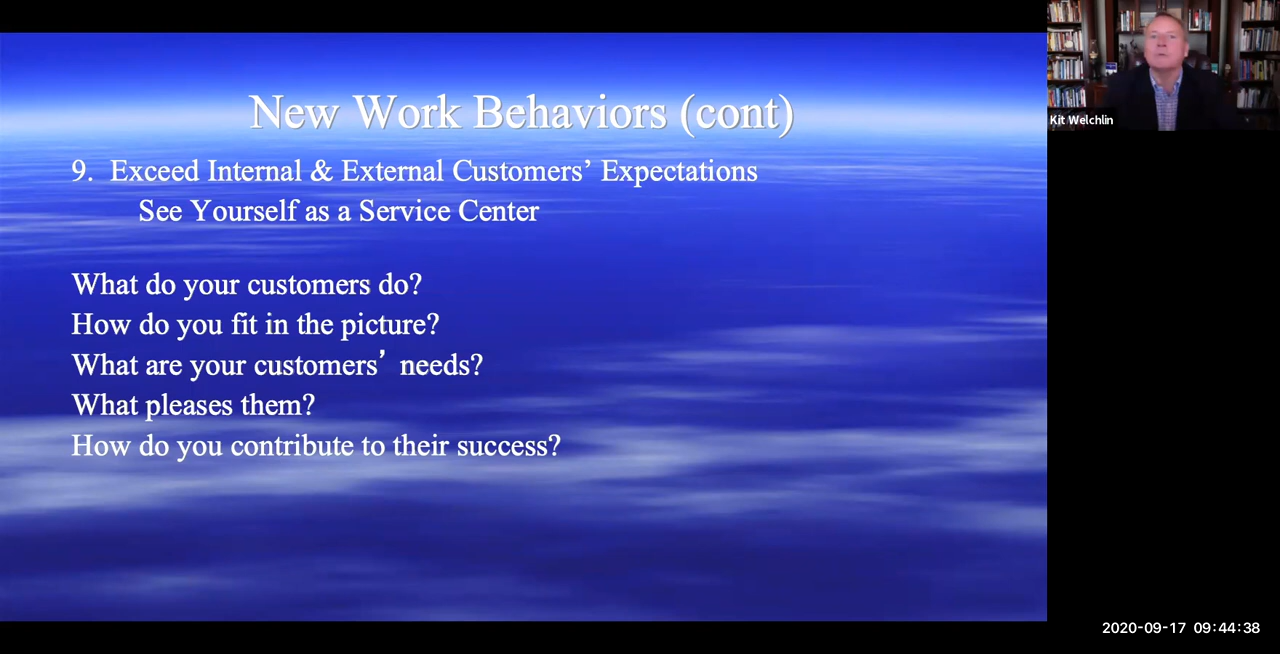 New Work Behaviors (cont)
9. Exceed Internal & External Customers’ Expectations
See Yourself as a Service Center
What do your customers do?
How do you fit in the picture?
What are your customers’ needs?
What pleases them?
How do you contribute to their success?
Kit Welchlin
2020-09-17 09:44:38